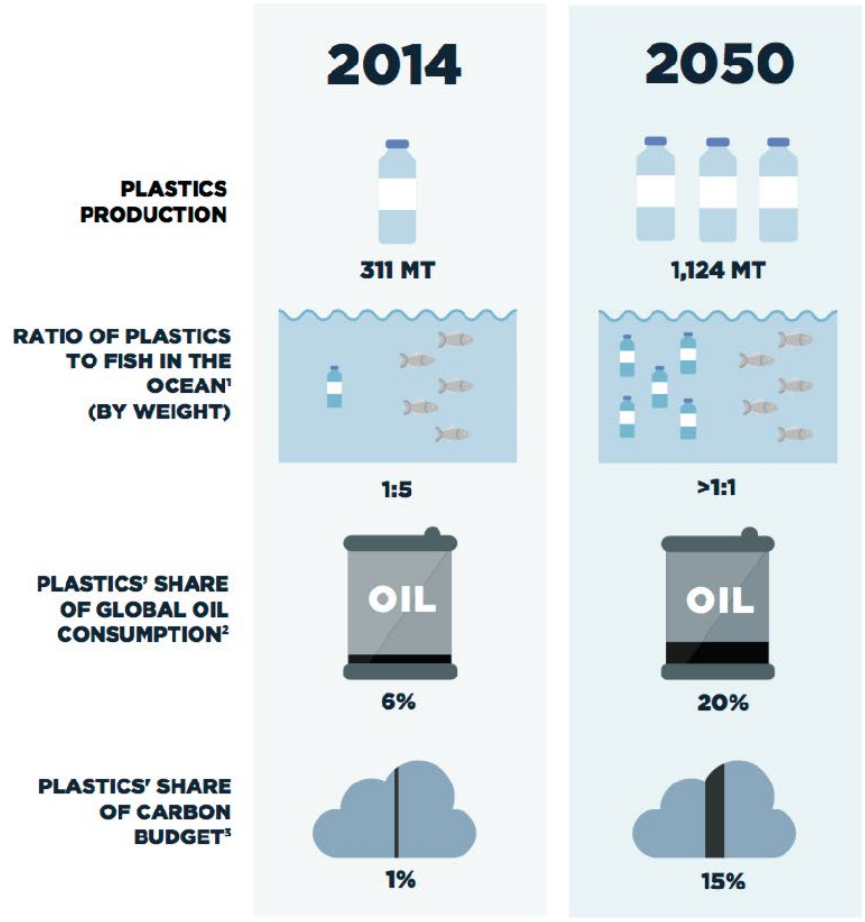 2014
2050
PLASTICS
PRODUCTION
311 MT
1,124 MT
RATIO OF PLASTICS
TO FISH IN THE
OCEAN¹
(BY WEIGHT)
1:5
>1:1
PLASTICS’ SHARE
OF GLOBAL OIL
CONSUMPTION²
OIL
OIL
6%
20%
PLASTICS’ SHARE
OF CARBON
BUDGET³
1%
15%